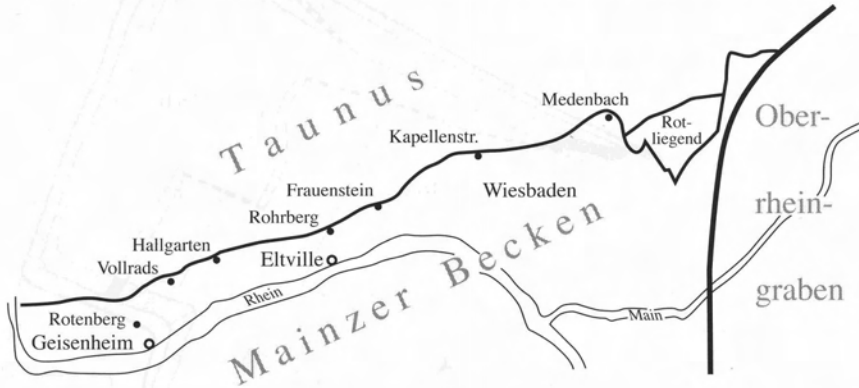 Taunus
Medenbach
Kapellenstr.
Rot-
liegend
Ober-
rhein-
graben
Frauenstein
Wiesbaden
Rohrberg
Hallgarten
Eltville
Vollrads
Rhein
Mainzer Becken
Main
Rotenberg
Geisenheim